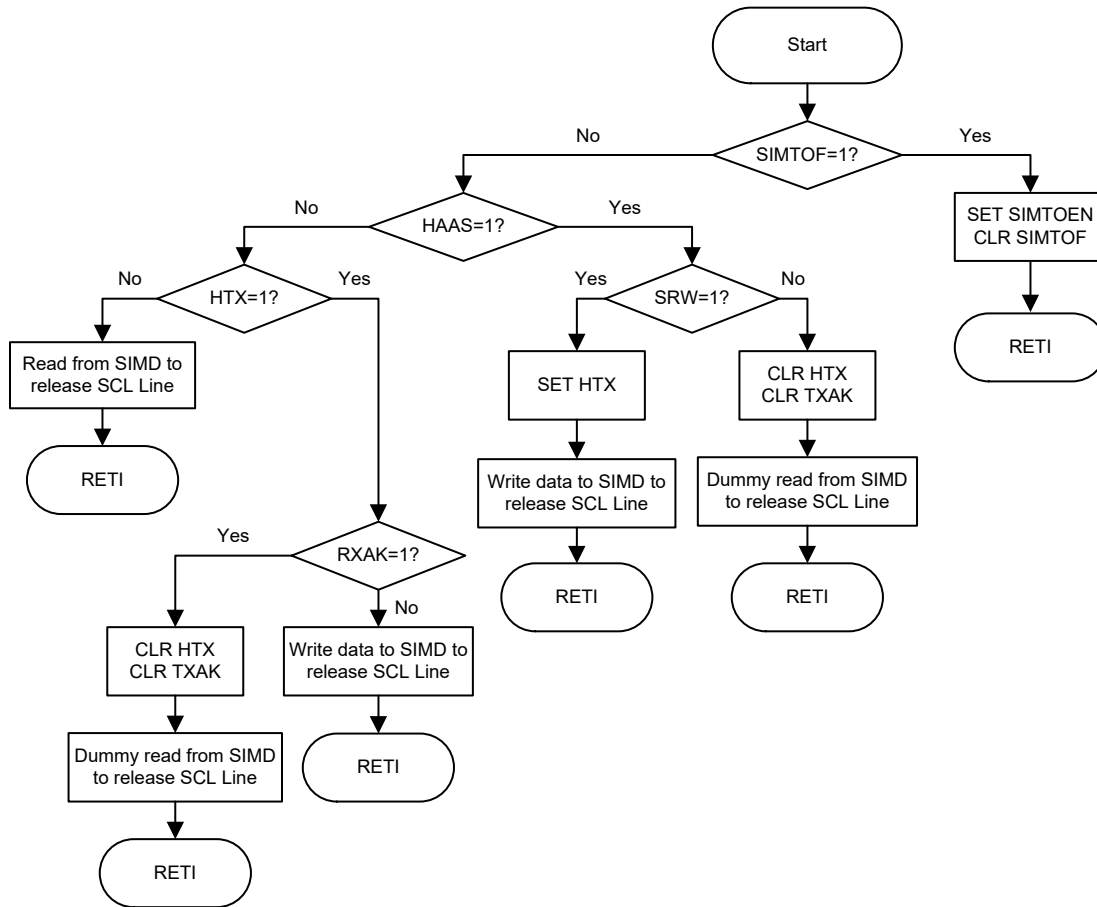 Start
No
Yes
SIMTOF=1?
No
HAAS=1?
Yes
SET SIMTOEN
CLR SIMTOF
No
HTX=1?
Yes
Yes
SRW=1?
No
RETI
Read from SIMD to
release SCL Line
SET HTX
CLR HTX
CLR TXAK
RETI
Write data to SIMD to
release SCL Line
Dummy read from SIMD
to release SCL Line
Yes
RXAK=1?
No
RETI
RETI
CLR HTX
CLR TXAK
Write data to SIMD to
release SCL Line
Dummy read from SIMD
to release SCL Line
RETI
RETI